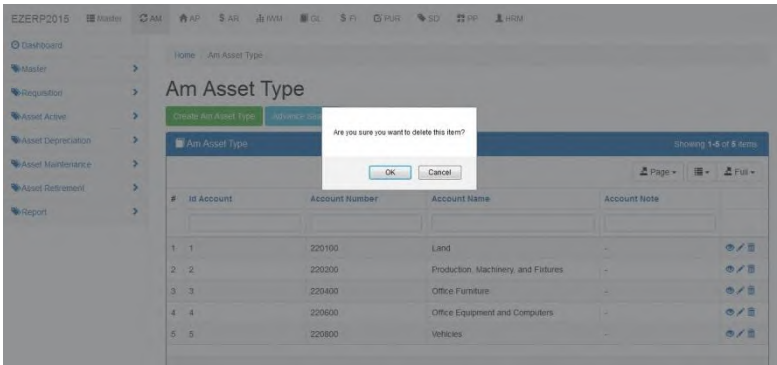 EZERP2015 Master AM AP $ AR IWM GL $ FI PUR SD PP HRM
Dashboard
Master
Requisition
Asset Active
Asset Depreciation
Asset Maintenance
Asset Retirement
Report
Home Am Asset Type
Am Asset Type
Create Am Asset Type Advance
Are you sure you want to delete this item?
OK Cancel
Am Asset Type Showing 1-5 of 5 items.
Page Full
# Id Account Account Number Account Name Account Note
1 1 220100 Land -
2 2 220200 Production, Machinery, and Fixtures -
3 3 220400 Office Furniture -
4 4 220600 Office Equipment and Computers -
5 5 220800 Vehicles -